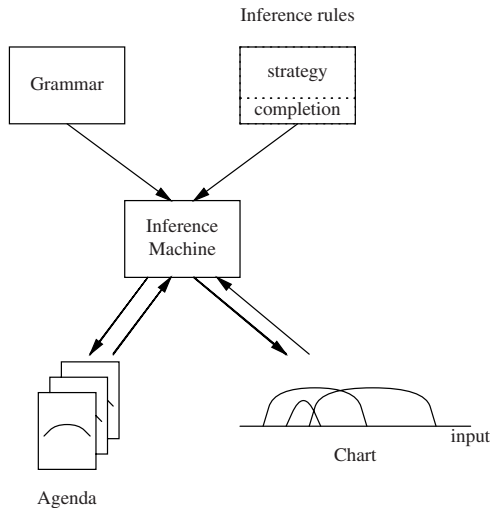 Inference rules
Grammar
strategy
completion
Inference
Machine
input
Chart
Agenda